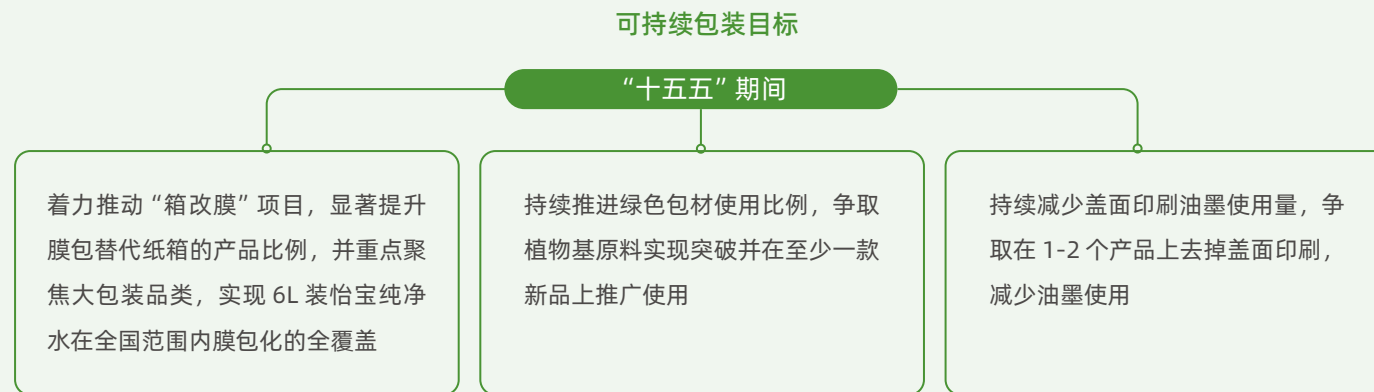 可持续包装目标
“十五五”期间
着力推动“箱改膜”项目，显著提升
膜包替代纸箱的产品比例，并重点聚
焦大包装品类，实现 6L 装怡宝纯净
水在全国范围内膜包化的全覆盖
持续推进绿色包材使用比例，争取
植物基原料实现突破并在至少一款
新品上推广使用
持续减少盖面印刷油墨使用量，争
取在 1-2 个产品上去掉盖面印刷，
减少油墨使用